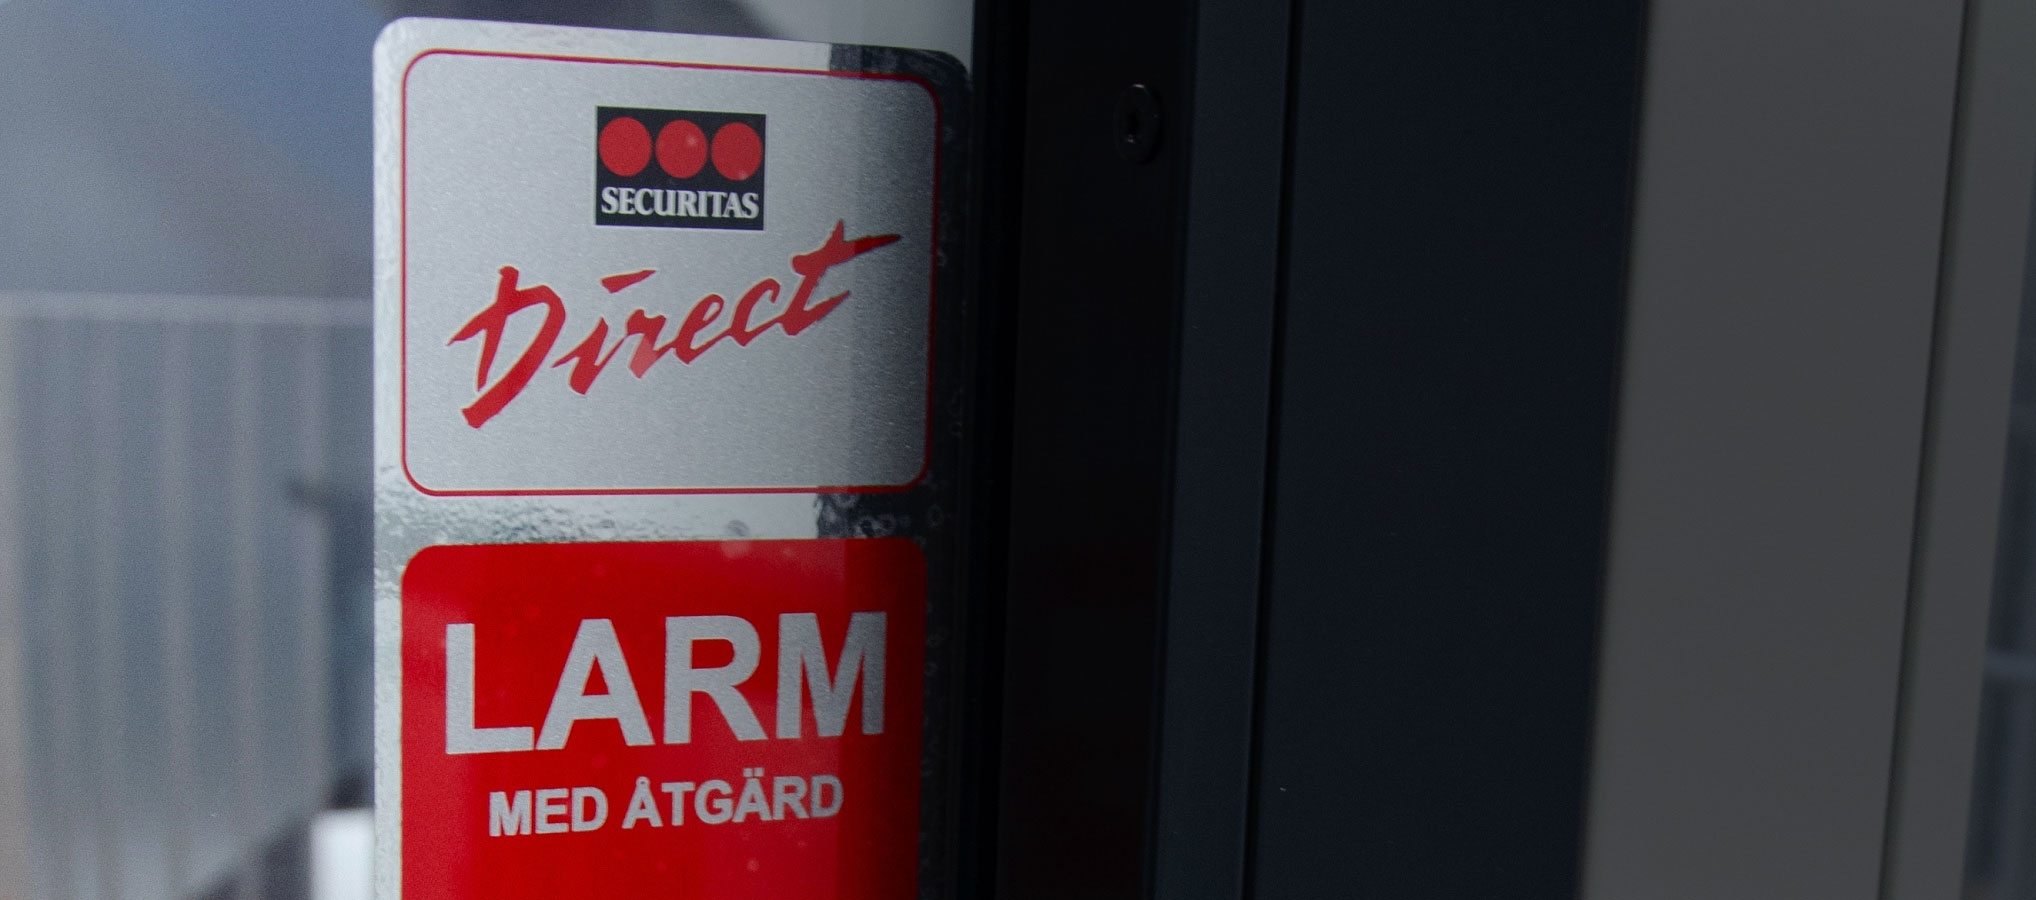 SECURITAS
Direct
LARM
MED ÅTGÄRD